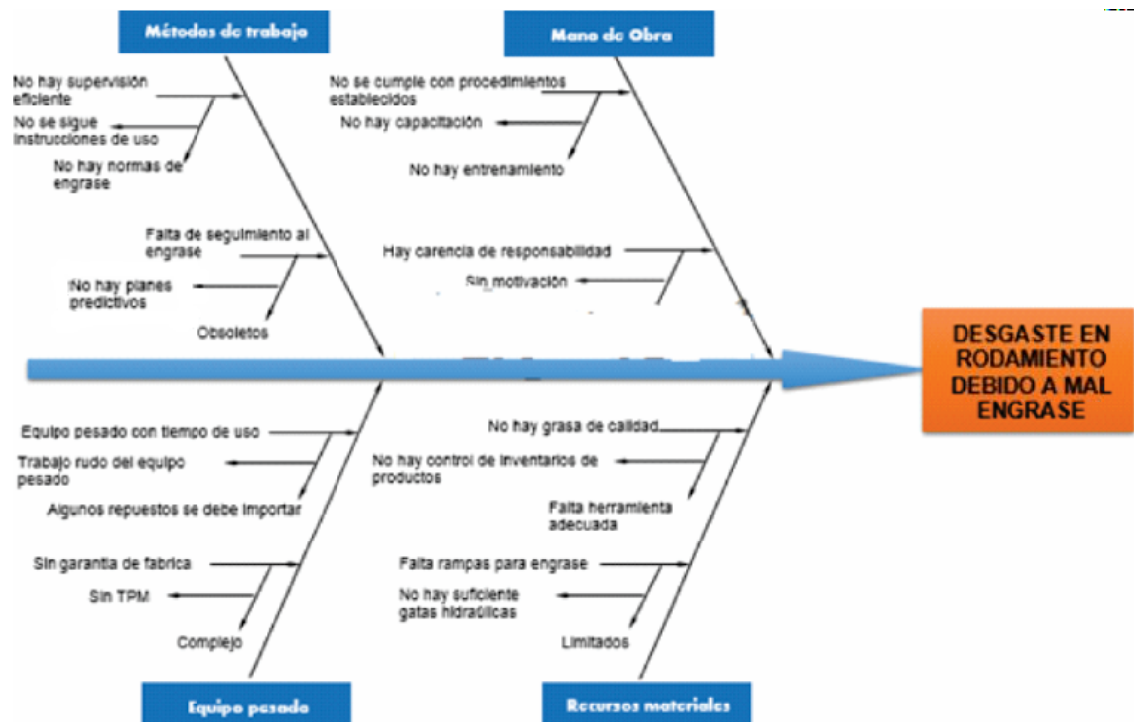 Métodos de trabajo
Mano de Obra
No hay supervisión
eficiente
No se sigue
instrucciones de uso
No hay normas de
engrase
Falta de seguimiento al
engrase
No hay planes
predictivos
Obsoletos
No se cumple con procedimientos
establecidos
No hay capacitación
No hay entrenamiento
Hay carencia de responsabilidad
Sin motivación
DESGASTE EN
RODAMIENTO
DEBIDO A MAL
ENGRASE
Equipo pesado con tiempo de uso
Trabajo rudo del equipo
pesado
Algunos repuestos se debe importar
Sin garantia de fabrica
Sin TPM
Complejo
No hay grasa de calidad
No hay control de inventarios de
productos
Falta herramienta
adecuada
Falta rampas para engrase
No hay suficiente
gatas hidraúlicas
Limitados
Equipo pesado
Recursos materiales